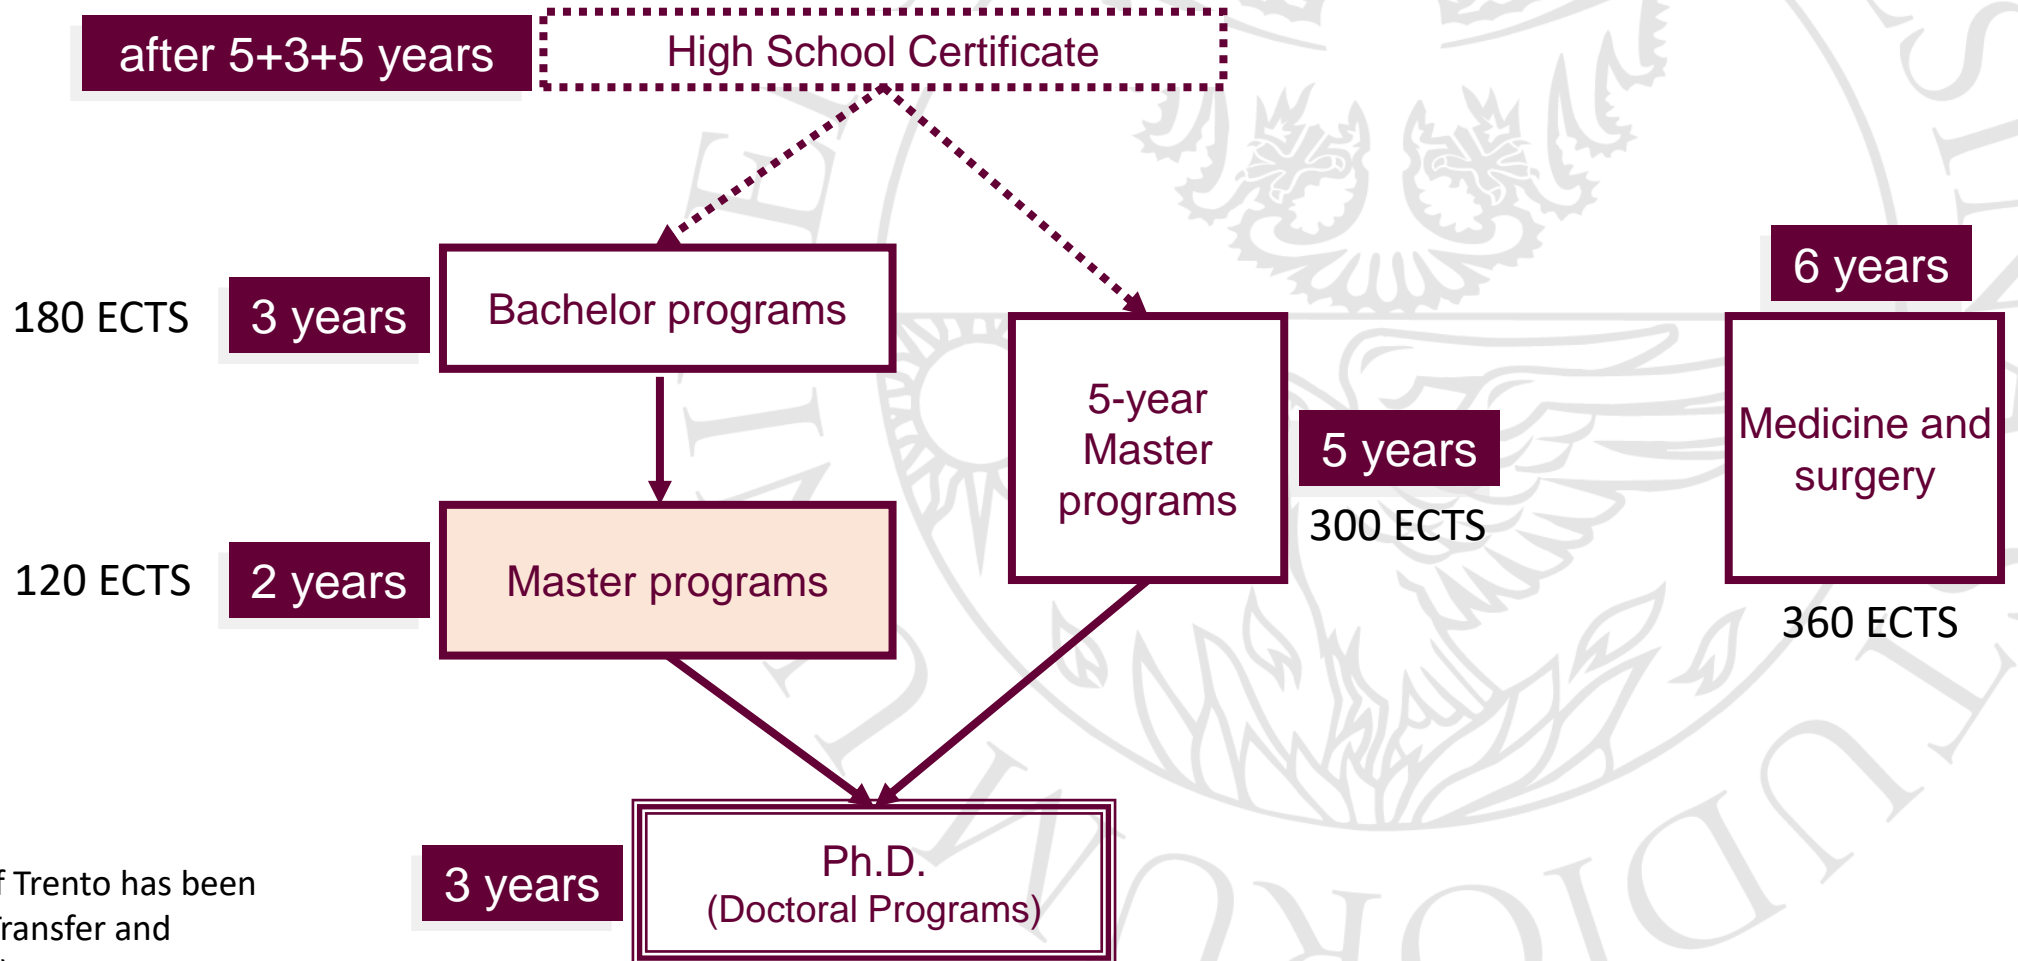 after 5+3+5 years
High School Certificate
6 years
180 ECTS
3 years
Bachelor programs
5-year
Master
programs
5 years
300 ECTS
Medicine and
surgery
360 ECTS
120 ECTS
2 years
Master programs
3 years
Ph.D.
(Doctoral Programs)
f Trento has been
ransfer and